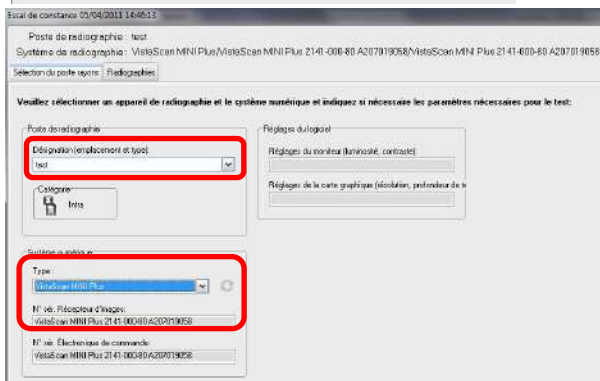 Essai de constance 05/04/2011 14:46:13
Poste de radiographie : test
Système de radiographie : VistaScan MINI Plus/VistaScan MINI Plus 2141-000-80 A207019058/VistaScan MINI Plus 2141-000-80 A207019058
Sélection du poste rayons Radiographies
Veuillez sélectionner un appareil de radiographie et le système numérique et indiquez si nécessaire les paramètres nécessaires pour le test:
Poste de radiographie
Désignation (emplacement et type):
test
Catégorie
Intra
Réglages du logiciel
Réglages du moniteur (luminosité, contraste):
Réglages de la carte graphique (résolution, profondeur de te
Système numérique
Type :
VistaScan MINI Plus
N° sér. Récepteur d'images:
VistaScan MINI Plus 2141-000-80 A207019058
N° sér. Électronique de commande:
VistaScan MINI Plus 2141-000-80 A207019058